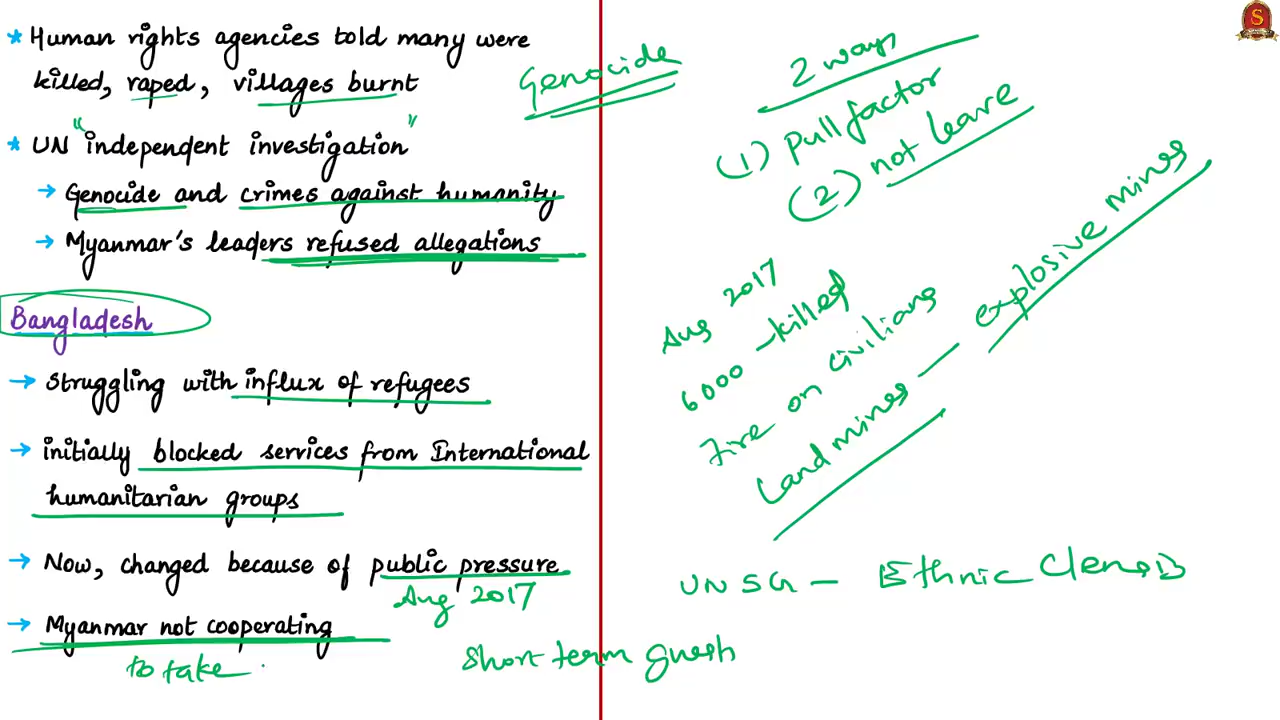 * Human rights agencies told many were
killed, raped, villages burnt
* UN "independent investigation"
→ Genocide and crimes against humanity
→ Myanmar's leaders refused allegations
Bangladesh
→ Struggling with influx of refugees
→ initially blocked services from International
humanitarian groups
→ Now, changed because of public pressure
Aug 2017
→ Myanmar not cooperating
to take
short term guest
Genocide
2 ways
(1) pull factor
(2) not leave
Aug 2017
6000 - killed
Fire on civilians
Land mines - explosive mines
UNSG - Ethnic
S